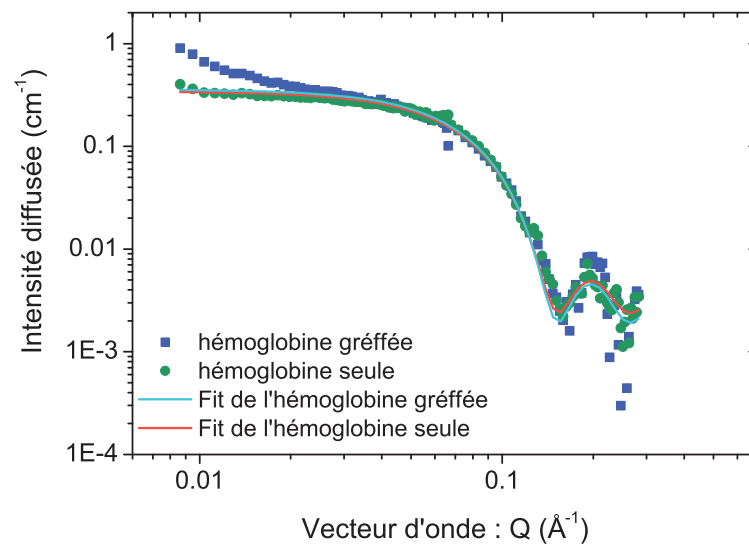 Intensité diffusée (cm-1)
1
0.1
0.01
1E-3
1E-4
hémoglobine gréffée
hémoglobine seule
Fit de l'hémoglobine gréffée
Fit de l'hémoglobine seule
0.01
0.1
Vecteur d'onde : Q (Å-1)